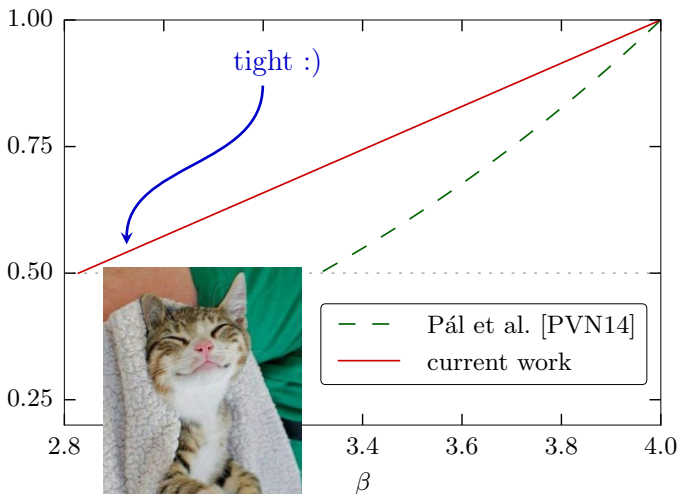 1.00
tight :)
0.75
0.50
Pál et al. [PVN14]
current work
0.25
2.8 3.4 3.6 3.8 4.0
β